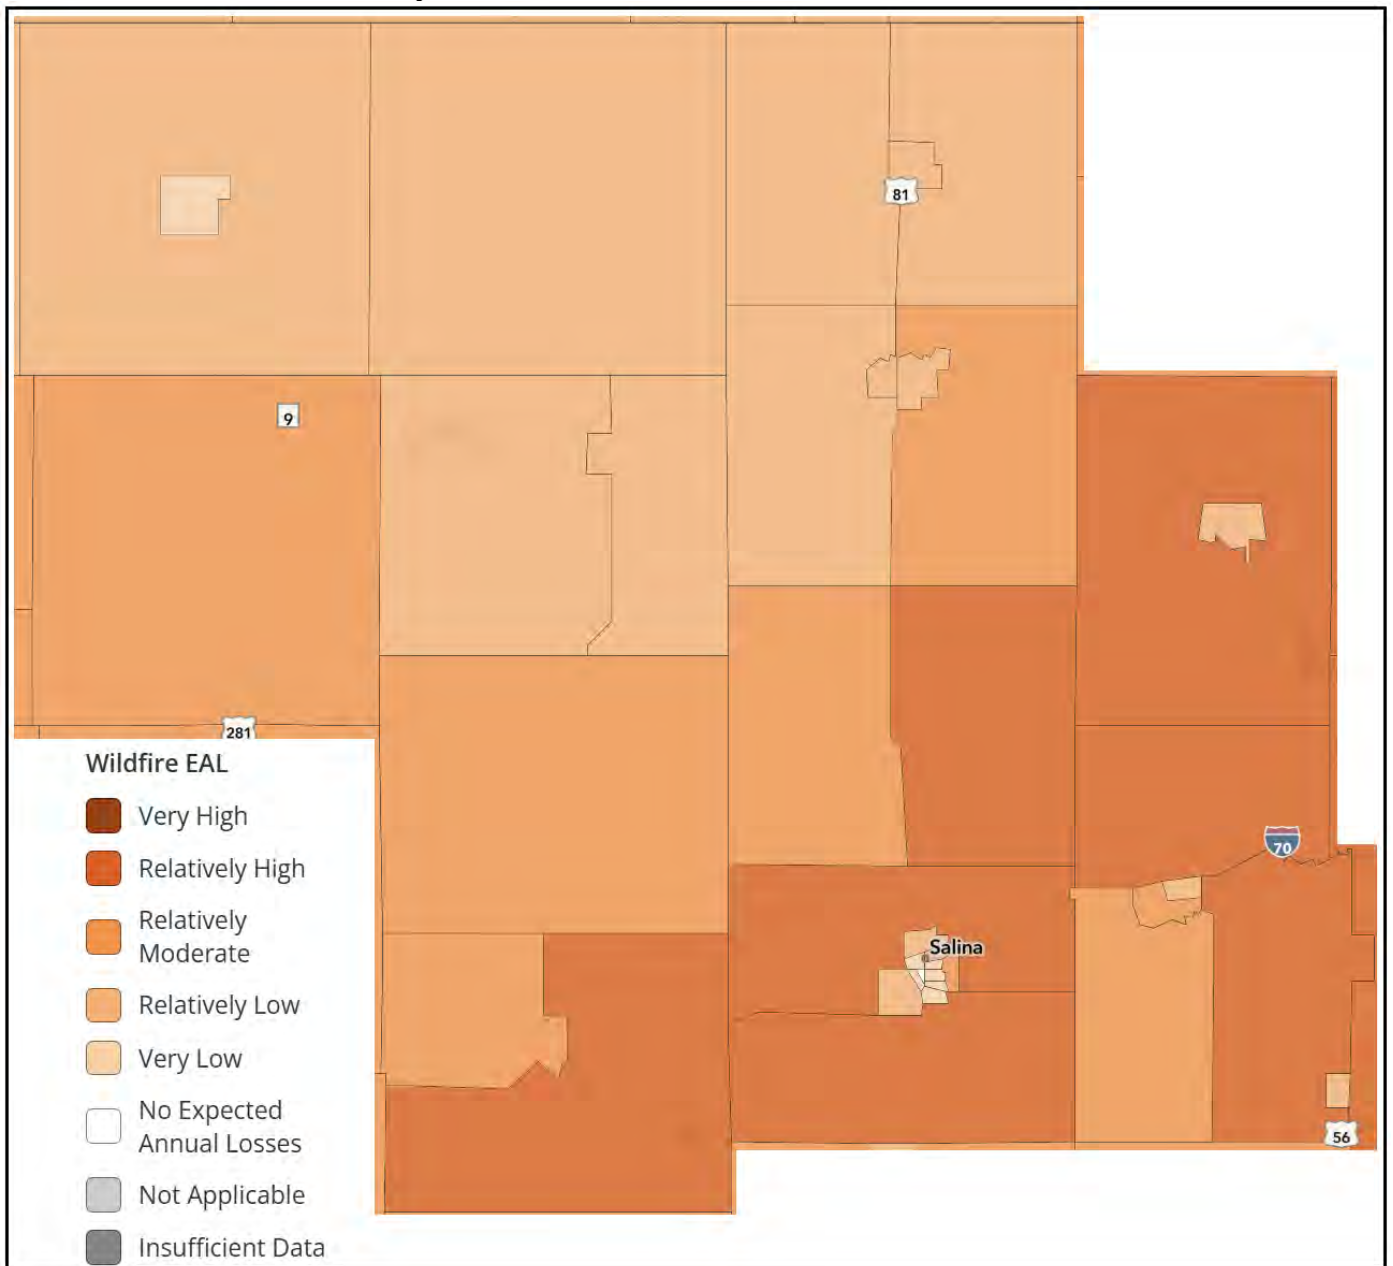 81
9
281
Wildfire EAL
Very High
Relatively High
Relatively
Moderate
Relatively Low
Very Low
No Expected
Annual Losses
Not Applicable
Insufficient Data
70
Salina
56